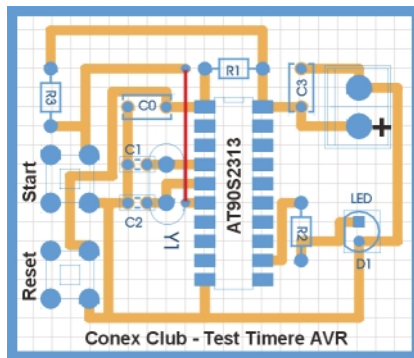 R1
R3
C0
C3
+
C1
Start
AT90S2313
C2
LED
R2
Y1
D1
Reset
Conex Club - Test Timere AVR